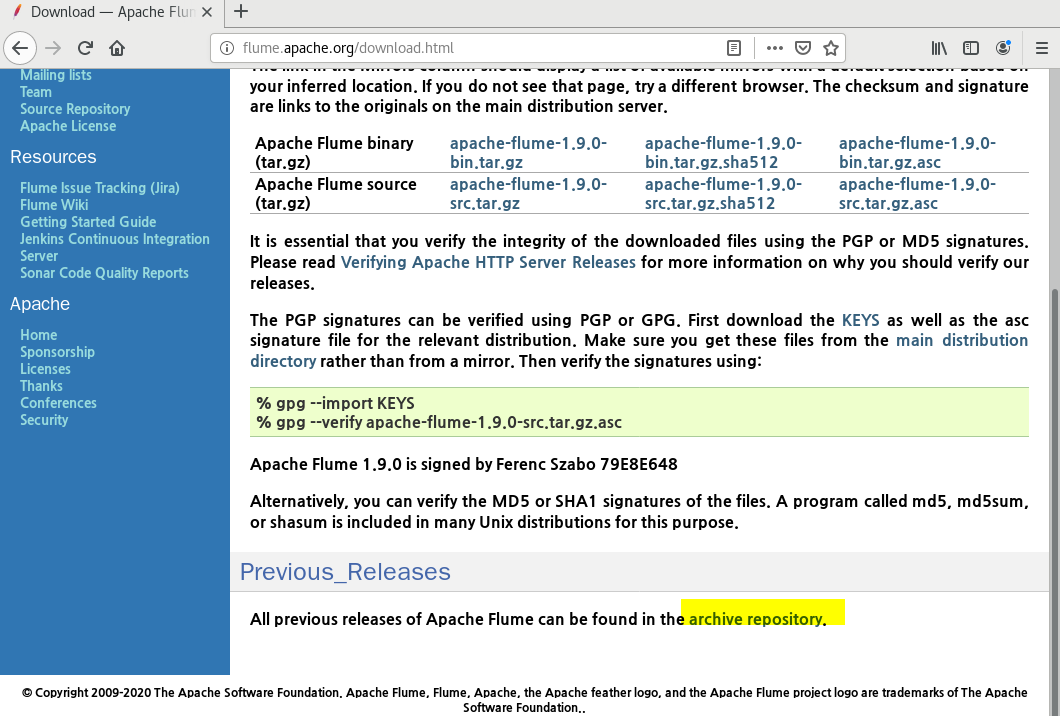 Download — Apache Flum
flume.apache.org/download.html
Mailing lists
Team
Source Repository
Apache License
Resources
Flume Issue Tracking (Jira)
Flume Wiki
Getting Started Guide
Jenkins Continuous Integration
Server
Sonar Code Quality Reports
Apache
Home
Sponsorship
Licenses
Thanks
Conferences
Security
your inferred location. If you do not see that page, try a different browser. The checksum and signature
are links to the originals on the main distribution server.
Apache Flume binary apache-flume-1.9.0- apache-flume-1.9.0- apache-flume-1.9.0-
(tar.gz) bin.tar.gz bin.tar.gz.sha512 bin.tar.gz.asc
Apache Flume source apache-flume-1.9.0- apache-flume-1.9.0- apache-flume-1.9.0-
(tar.gz) src.tar.gz src.tar.gz.sha512 src.tar.gz.asc
It is essential that you verify the integrity of the downloaded files using the PGP or MD5 signatures.
Please read Verifying Apache HTTP Server Releases for more information on why you should verify our
releases.
The PGP signatures can be verified using PGP or GPG. First download the KEYS as well as the asc
signature file for the relevant distribution. Make sure you get these files from the main distribution
directory rather than from a mirror. Then verify the signatures using:
% gpg --import KEYS
% gpg --verify apache-flume-1.9.0-src.tar.gz.asc
Apache Flume 1.9.0 is signed by Ferenc Szabo 79E8E648
Alternatively, you can verify the MD5 or SHA1 signatures of the files. A program called md5, md5sum,
or shasum is included in many Unix distributions for this purpose.
Previous_Releases
All previous releases of Apache Flume can be found in the archive repository.
© Copyright 2009-2020 The Apache Software Foundation. Apache Flume, Flume, Apache, the Apache feather logo, and the Apache Flume project logo are trademarks of The Apache
Software Foundation..